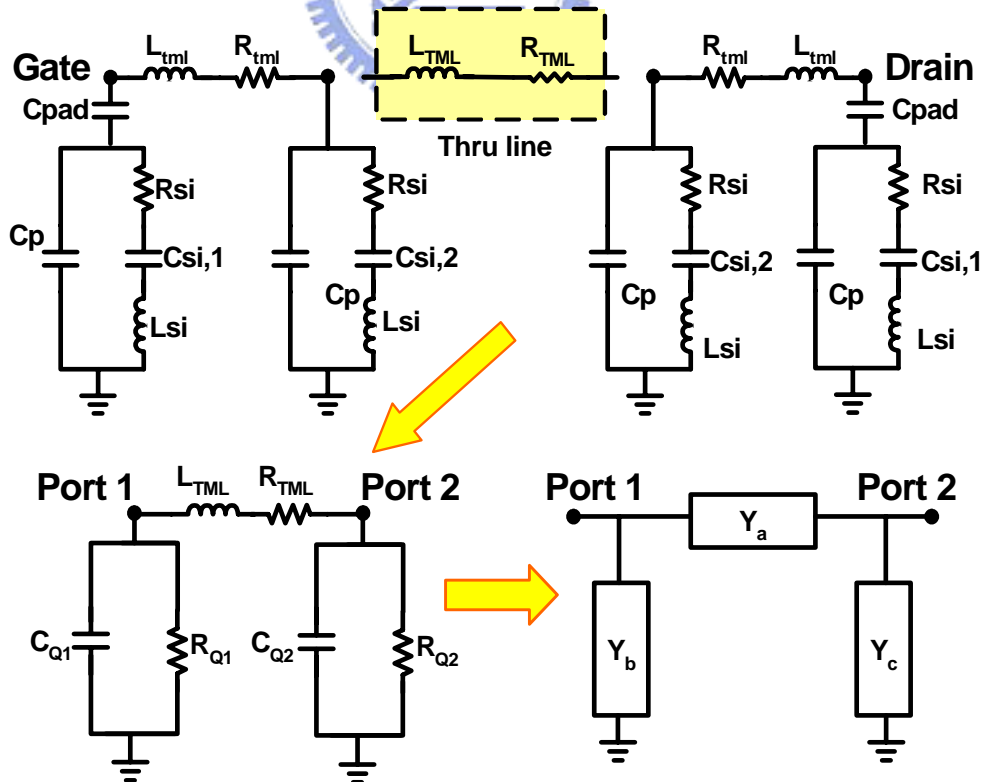 L_tml R_tml L_TML R_TML R_tml L_tml
Gate Drain
Cpad Cpad
Thru line
Rsi Rsi Rsi Rsi
Cp Csi,1 Csi,2 Csi,2 Csi,1
Cp Cp Cp
Lsi Lsi Lsi Lsi
Port 1 L_TML R_TML Port 2 Port 1 Port 2
Y_a
C_Q1 R_Q1 C_Q2 R_Q2 Y_b Y_c